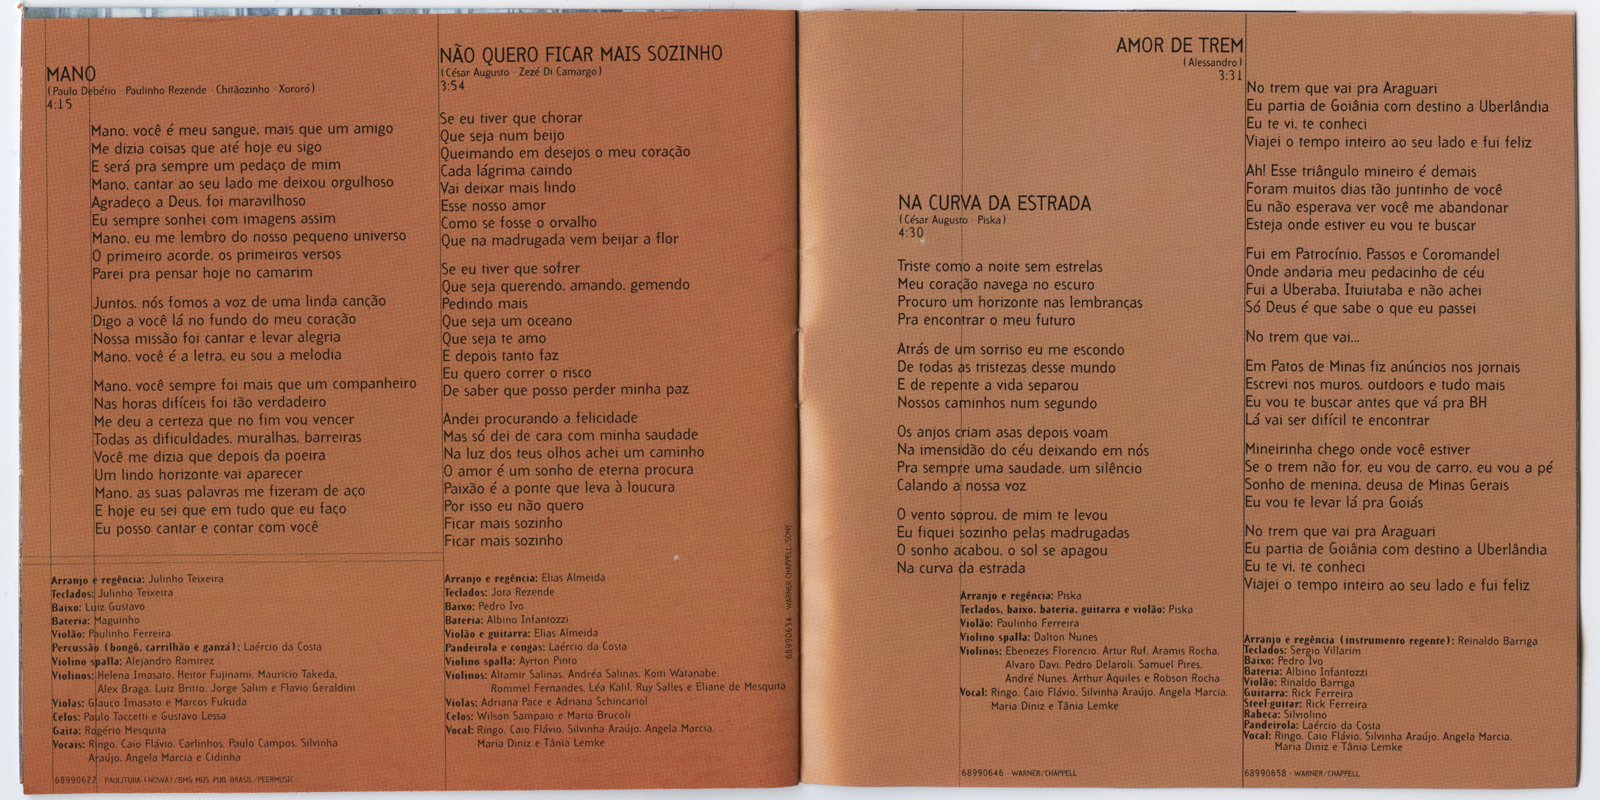 MANO
(Paulo Debétio - Paulinho Rezende - Chitãozinho - Xororó)
4:15
Mano, você é meu sangue, mais que um amigo
Me dizia coisas que até hoje eu sigo
E será pra sempre um pedaço de mim
Mano, cantar ao seu lado me deixou orgulhoso
Agradeço a Deus, foi maravilhoso
Eu sempre sonhei com imagens assim
Mano, eu me lembro do nosso pequeno universo
O primeiro acorde, os primeiros versos
Parei pra pensar hoje no camarim
Juntos, nós fomos a voz de uma linda canção
Digo a você lá no fundo do meu coração
Nossa missão foi cantar e levar alegria
Mano, você é a letra, eu sou a melodia
Mano, você sempre foi mais que um companheiro
Nas horas difíceis foi tão verdadeiro
Me deu a certeza que no fim vou vencer
Todas as dificuldades, muralhas, barreiras
Você me dizia que depois da poeira
Um lindo horizonte vai aparecer
Mano, as suas palavras me fizeram de aço
E hoje eu sei que em tudo que eu faço
Eu posso cantar e contar com você
Arranjo e regência: Julinho Teixeira
Teclados: Julinho Teixeira
Baixo: Luiz Gustavo
Bateria: Maguinho
Violão: Paulinho Ferreira
Percussão (bongô, carrilhão e ganzá): Laércio da Costa
Violino spalla: Alejandro Ramirez
Violinos: Helena Imasato, Heitor Fujinami, Mauricio Takeda,
Alex Braga, Luiz Britto, Jorge Salim e Flavio Geraldini
Violas: Glauco Imasato e Marcos Fukuda
Celos: Paulo Taccetti e Gustavo Lessa
Gaita: Rogério Mesquita
Vocais: Ringo, Caio Flávio, Carlinhos, Paulo Campos, Silvinha
Araújo, Angela Marcia e Cidinha
68990622 - PAULITURA (NOWA)/BMG MUS. PUB. BRASIL/PEERMUSIC
NÃO QUERO FICAR MAIS SOZINHO
(César Augusto - Zezé Di Camargo)
3:54
Se eu tiver que chorar
Que seja num beijo
Queimando em desejos o meu coração
Cada lágrima caindo
Vai deixar mais lindo
Esse nosso amor
Como se fosse o orvalho
Que na madrugada vem beijar a flor
Se eu tiver que sofrer
Que seja querendo, amando, gemendo
Pedindo mais
Que seja um oceano
Que seja te amo
E depois tanto faz
Eu quero correr o risco
De saber que posso perder minha paz
Andei procurando a felicidade
Mas só dei de cara com minha saudade
Na luz dos teus olhos achei um caminho
O amor é um sonho de eterna procura
Paixão é a ponte que leva à loucura
Por isso eu não quero
Ficar mais sozinho
Ficar mais sozinho
Arranjo e regência: Elias Almeida
Teclados: Jota Rezende
Baixo: Pedro Ivo
Bateria: Albino Infantozzi
Violão e guitarra: Elias Almeida
Pandeirola e congas: Laércio da Costa
Violino spalla: Ayrton Pinto
Violinos: Altamir Salinas, Andréa Salinas, Koiti Watanabe,
Rommel Fernandes, Léa Kalil, Ruy Salles e Eliane de Mesquita
Violas: Adriana Pace e Adriana Schincariol
Celos: Wilson Sampaio e Maria Brucoli
Vocal: Ringo, Caio Flávio, Silvinha Araújo, Angela Marcia,
Maria Diniz e Tânia Lemke
68990634 - WARNER CHAPPELL/SONY
NA CURVA DA ESTRADA
(César Augusto - Piska)
4:30
Triste como a noite sem estrelas
Meu coração navega no escuro
Procuro um horizonte nas lembranças
Pra encontrar o meu futuro
Atrás de um sorriso eu me escondo
De todas as tristezas desse mundo
E de repente a vida separou
Nossos caminhos num segundo
Os anjos criam asas depois voam
Na imensidão do céu deixando em nós
Pra sempre uma saudade, um silêncio
Calando a nossa voz
O vento soprou, de mim te levou
Eu fiquei sozinho pelas madrugadas
O sonho acabou, o sol se apagou
Na curva da estrada
Arranjo e regência: Piska
Teclados, baixo, bateria, guitarra e violão: Piska
Violão: Paulinho Ferreira
Violino spalla: Dalton Nunes
Violinos: Ebenezes Florencio, Artur Ruf, Aramis Rocha,
Alvaro Davi, Pedro Delaroli, Samuel Pires,
André Nunes, Arthur Aquiles e Robson Rocha
Vocal: Ringo, Caio Flávio, Silvinha Araújo, Angela Marcia,
Maria Diniz e Tânia Lemke
68990646 - WARNER/CHAPPELL
AMOR DE TREM
(Alessandro)
3:31
No trem que vai pra Araguari
Eu partia de Goiânia com destino a Uberlândia
Eu te vi, te conheci
Viajei o tempo inteiro ao seu lado e fui feliz
Ah! Esse triângulo mineiro é demais
Foram muitos dias tão juntinho de você
Eu não esperava ver você me abandonar
Esteja onde estiver eu vou te buscar
Fui em Patrocínio, Passos e Coromandel
Onde andaria meu pedacinho de céu
Fui a Uberaba, Ituiutaba e não achei
Só Deus é que sabe o que eu passei
No trem que vai...
Em Patos de Minas fiz anúncios nos jornais
Escrevi nos muros, outdoors e tudo mais
Eu vou te buscar antes que vá pra BH
Lá vai ser difícil te encontrar
Mineirinha chego onde você estiver
Se o trem não for, eu vou de carro, eu vou a pé
Sonho de menina, deusa de Minas Gerais
Eu vou te levar lá pra Goiás
No trem que vai pra Araguari
Eu partia de Goiânia com destino a Uberlândia
Eu te vi, te conheci
Viajei o tempo inteiro ao seu lado e fui feliz
Arranjo e regência (instrumento regente): Reinaldo Barriga
Teclados: Sergio Villarim
Baixo: Pedro Ivo
Bateria: Albino Infantozzi
Violão: Rinaldo Barriga
Guitarra: Rick Ferreira
Steel-guitar: Rick Ferreira
Rabeca: Silviolino
Pandeirola: Laércio da Costa
Vocal: Ringo, Caio Flávio, Silvinha Araújo, Angela Marcia,
Maria Diniz e Tânia Lemke
68990658 - WARNER/CHAPPELL